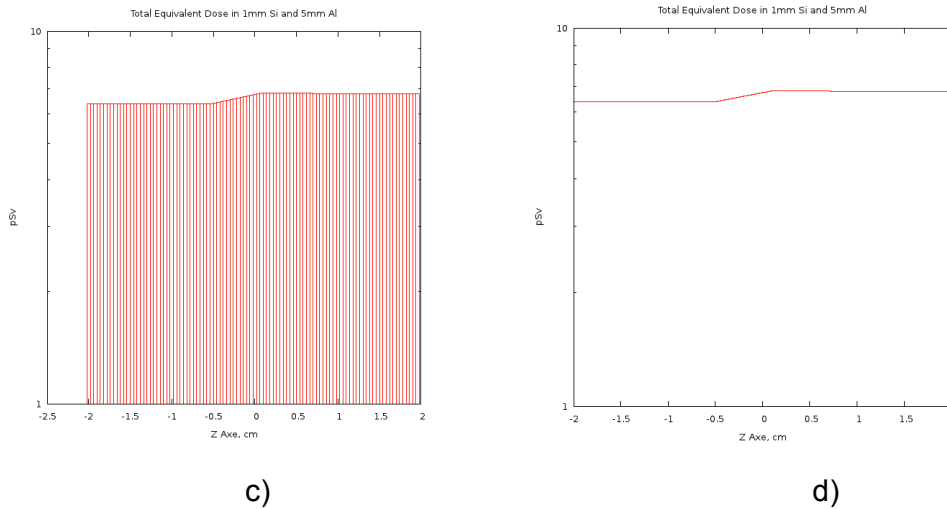 Total Equivalent Dose in 1mm Si and 5mm Al
10
1
pSv
-2.5 -2 -1.5 -1 -0.5 0 0.5 1 1.5 2
Z Axe, cm
c)
Total Equivalent Dose in 1mm Si and 5mm Al
10
1
pSv
-2 -1.5 -1 -0.5 0 0.5 1 1.5
Z Axe, cm
d)